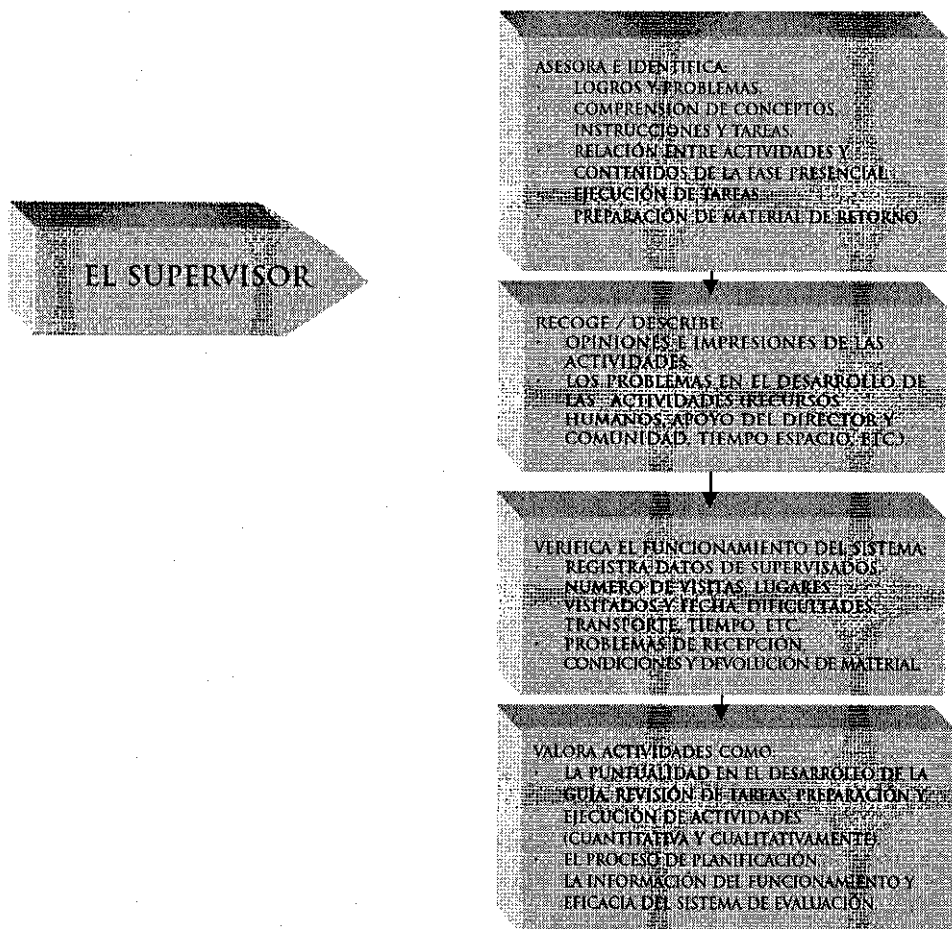 EL SUPERVISOR
ASESORA E IDENTIFICA:
· LOGROS Y PROBLEMAS.
· COMPRENSIÓN DE CONCEPTOS,
INSTRUCCIONES Y TAREAS.
· RELACIÓN ENTRE ACTIVIDADES Y
CONTENIDOS DE LA FASE PRESENCIAL.
· EJECUCIÓN DE TAREAS
· PREPARACIÓN DE MATERIAL DE RETORNO.
RECOGE / DESCRIBE:
· OPINIONES E IMPRESIONES DE LAS
ACTIVIDADES.
· LOS PROBLEMAS EN EL DESARROLLO DE
LAS ACTIVIDADES (RECURSOS
HUMANOS, APOYO DEL DIRECTOR Y
COMUNIDAD, TIEMPO ESPACIO, ETC.)
VERIFICA EL FUNCIONAMIENTO DEL SISTEMA:
· REGISTRA DATOS DE SUPERVISADOS,
NUMERO DE VISITAS, LUGARES
VISITADOS Y FECHA, DIFICULTADES,
TRANSPORTE, TIEMPO, ETC.
· PROBLEMAS DE RECEPCIÓN,
CONDICIONES Y DEVOLUCIÓN DE MATERIAL.
VALORA ACTIVIDADES COMO:
· LA PUNTUALIDAD EN EL DESARROLLO DE LA
GUÍA, REVISIÓN DE TAREAS, PREPARACIÓN Y
EJECUCIÓN DE ACTIVIDADES
(CUANTITATIVA Y CUALITATIVAMENTE).
· EL PROCESO DE PLANIFICACIÓN
LA INFORMACIÓN DEL FUNCIONAMIENTO Y
EFICACIA DEL SISTEMA DE EVALUACIÓN.